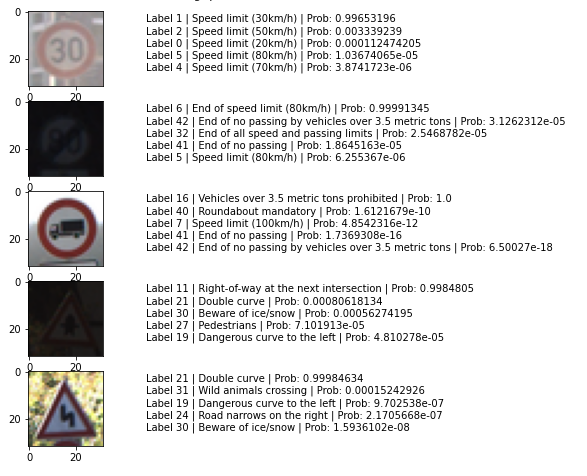 0
20
0
20
30
Label 1 | Speed limit (30km/h) | Prob: 0.99653196
Label 2 | Speed limit (50km/h) | Prob: 0.003339239
Label 0 | Speed limit (20km/h) | Prob: 0.000112474205
Label 5 | Speed limit (80km/h) | Prob: 1.03674065e-05
Label 4 | Speed limit (70km/h) | Prob: 3.8741723e-06
0
20
0
20
80
Label 6 | End of speed limit (80km/h) | Prob: 0.99991345
Label 42 | End of no passing by vehicles over 3.5 metric tons | Prob: 3.1262312e-05
Label 32 | End of all speed and passing limits | Prob: 2.5468782e-05
Label 41 | End of no passing | Prob: 1.8645163e-05
Label 5 | Speed limit (80km/h) | Prob: 6.255367e-06
0
20
0
20
Label 16 | Vehicles over 3.5 metric tons prohibited | Prob: 1.0
Label 40 | Roundabout mandatory | Prob: 1.6121679e-10
Label 7 | Speed limit (100km/h) | Prob: 4.8542316e-12
Label 41 | End of no passing | Prob: 1.7369308e-16
Label 42 | End of no passing by vehicles over 3.5 metric tons | Prob: 6.50027e-18
0
20
0
20
Label 11 | Right-of-way at the next intersection | Prob: 0.9984805
Label 21 | Double curve | Prob: 0.00080618134
Label 30 | Beware of ice/snow | Prob: 0.00056274195
Label 27 | Pedestrians | Prob: 7.101913e-05
Label 19 | Dangerous curve to the left | Prob: 4.810278e-05
0
20
0
20
Label 21 | Double curve | Prob: 0.99984634
Label 31 | Wild animals crossing | Prob: 0.00015242926
Label 19 | Dangerous curve to the left | Prob: 9.702538e-07
Label 24 | Road narrows on the right | Prob: 2.1705668e-07
Label 30 | Beware of ice/snow | Prob: 1.5936102e-08